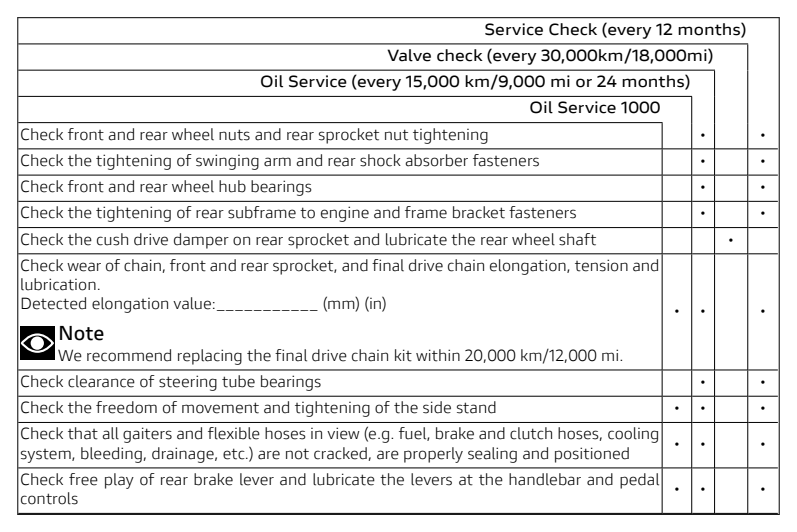 Service Check (every 12 months)
Valve check (every 30,000km/18,000mi)
Oil Service (every 15,000 km/9,000 mi or 24 months)
Oil Service 1000
Check front and rear wheel nuts and rear sprocket nut tightening • •
Check the tightening of swinging arm and rear shock absorber fasteners • •
Check front and rear wheel hub bearings • •
Check the tightening of rear subframe to engine and frame bracket fasteners • •
Check the cush drive damper on rear sprocket and lubricate the rear wheel shaft •
Check wear of chain, front and rear sprocket, and final drive chain elongation, tension and
lubrication.
Detected elongation value:___________ (mm) (in) • • •
Note
We recommend replacing the final drive chain kit within 20,000 km/12,000 mi.
Check clearance of steering tube bearings • •
Check the freedom of movement and tightening of the side stand • • •
Check that all gaiters and flexible hoses in view (e.g. fuel, brake and clutch hoses, cooling
system, bleeding, drainage, etc.) are not cracked, are properly sealing and positioned • • •
Check free play of rear brake lever and lubricate the levers at the handlebar and pedal
controls • • •